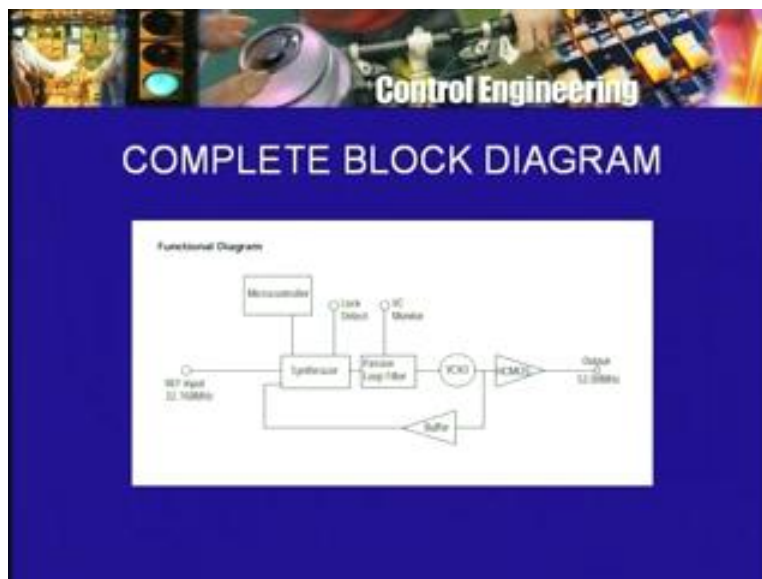 Control Engineering
COMPLETE BLOCK DIAGRAM
Functional Diagram
Microcontroller
Lock
Detect
VC
Monitor
Synthesizer
Passive
Loop Filter
VCXO
HCMOS
Output
REF Input
Buffer